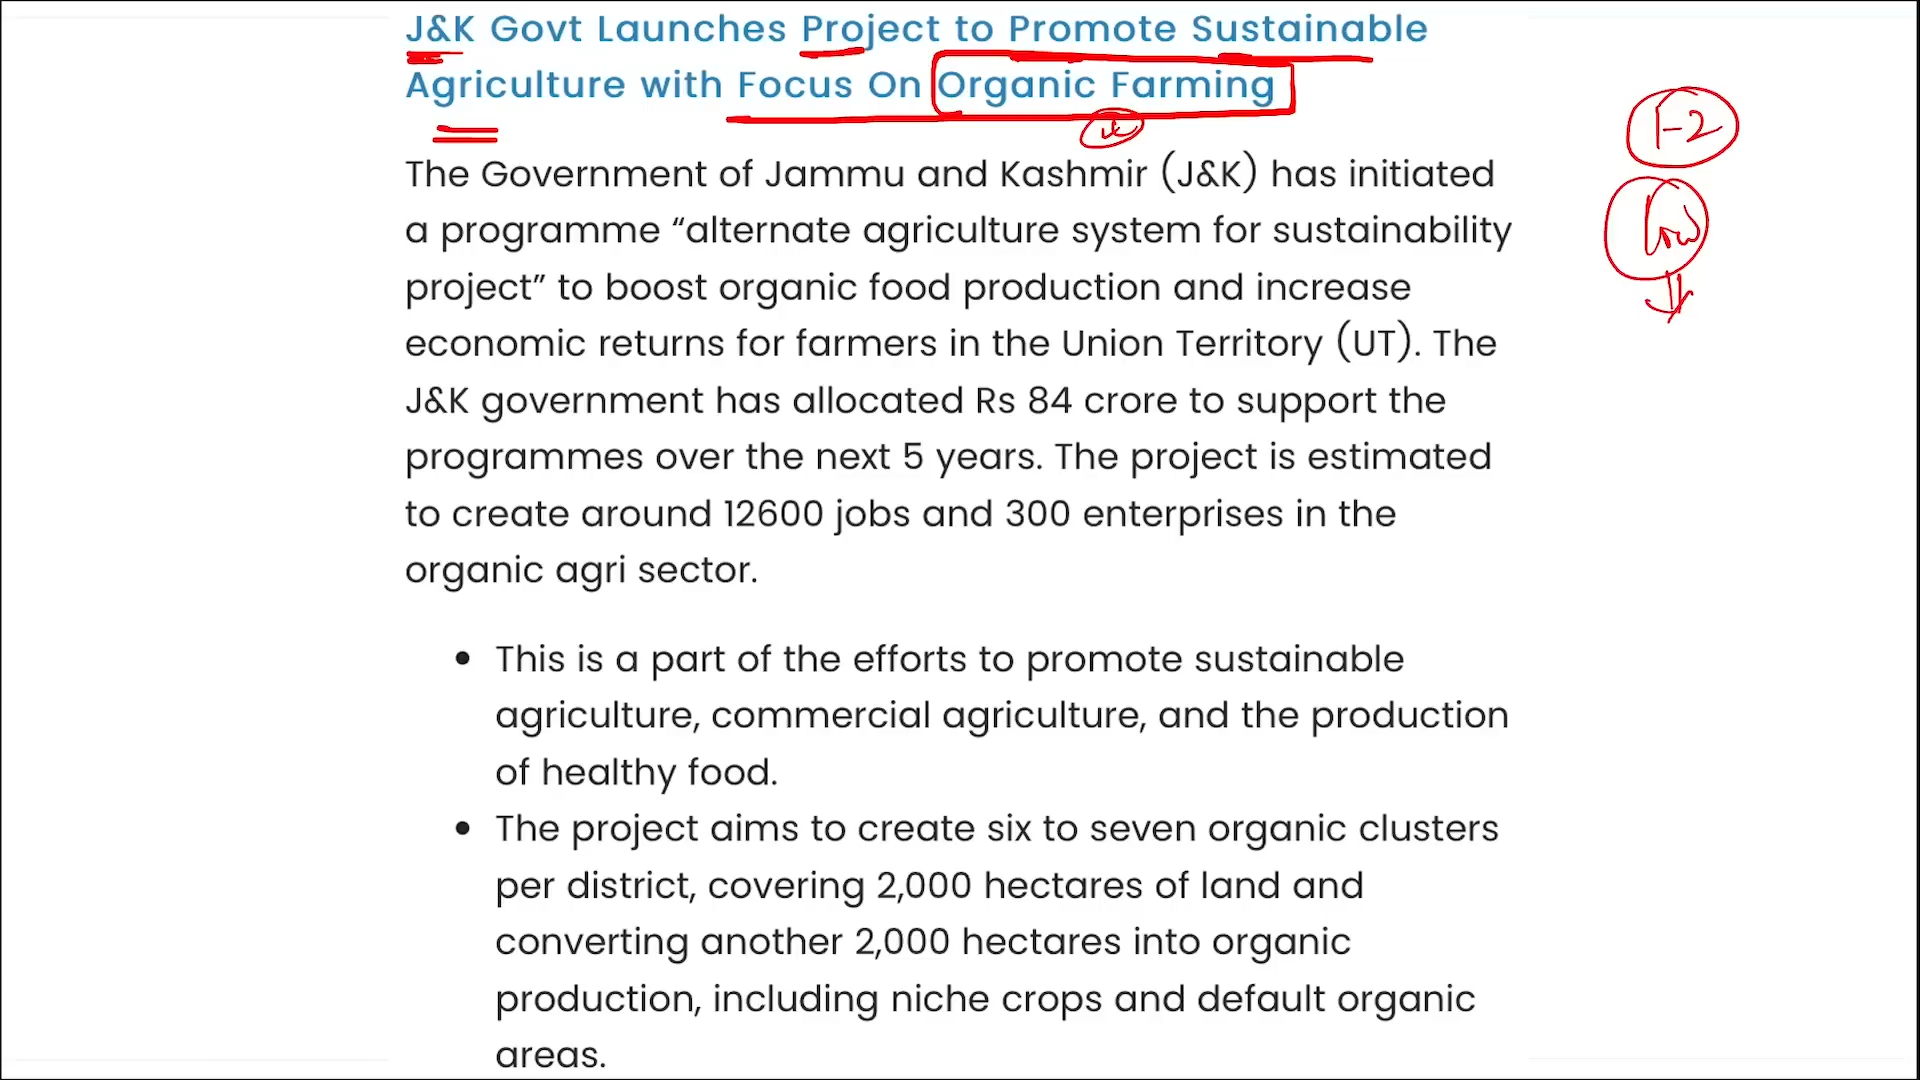 J&K Govt Launches Project to Promote Sustainable
Agriculture with Focus On Organic Farming
The Government of Jammu and Kashmir (J&K) has initiated
a programme “alternate agriculture system for sustainability
project” to boost organic food production and increase
economic returns for farmers in the Union Territory (UT). The
J&K government has allocated Rs 84 crore to support the
programmes over the next 5 years. The project is estimated
to create around 12600 jobs and 300 enterprises in the
organic agri sector.
• This is a part of the efforts to promote sustainable
agriculture, commercial agriculture, and the production
of healthy food.
• The project aims to create six to seven organic clusters
per district, covering 2,000 hectares of land and
converting another 2,000 hectares into organic
production, including niche crops and default organic
areas.